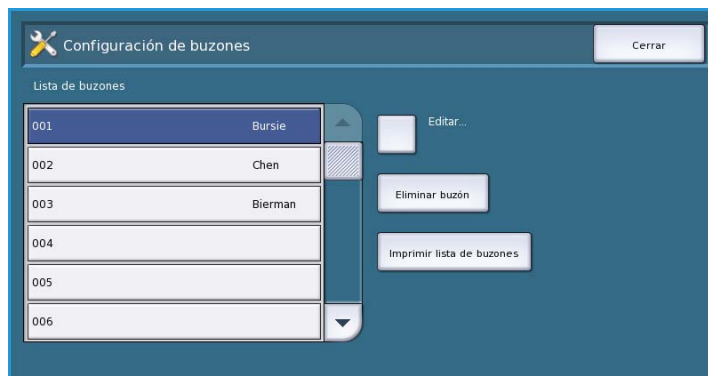 Configuración de buzones
Cerrar
Lista de buzones
001 Bursie
002 Chen
003 Bierman
004
005
006
Editar...
Eliminar buzón
Imprimir lista de buzones